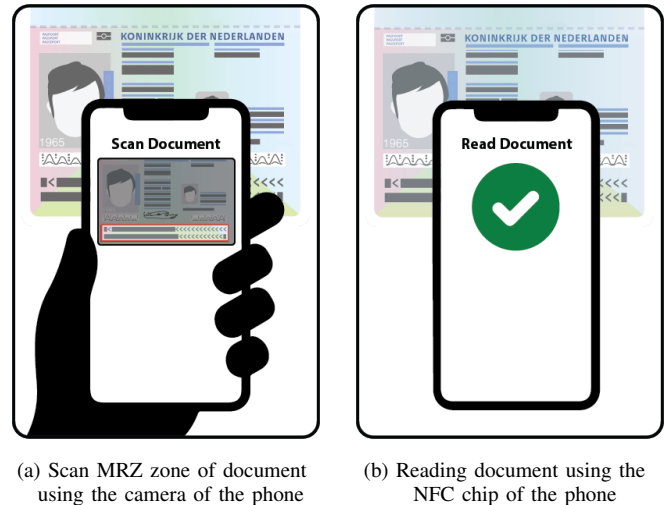 KONINKRIJK DER NEDERLANDEN
Scan Document
1965
KONINKRIJK DER NEDERLANDEN
Read Document
1965
(a) Scan MRZ zone of document
using the camera of the phone
(b) Reading document using the
NFC chip of the phone